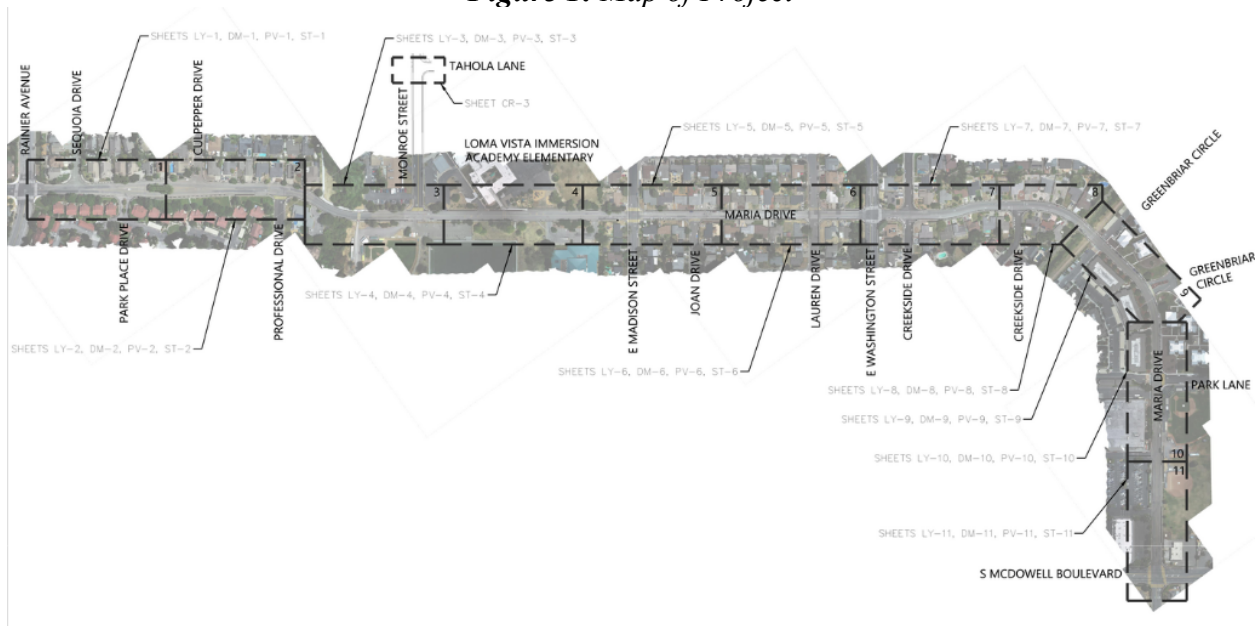 Figure 1. Map of Project
SHEETS LY-1, DM-1, PV-1, ST-1
SHEETS LY-3, DM-3, PV-3, ST-3
TAHOLA LANE
SHEET CR-3
RAINIER AVENUE
SEQUOIA DRIVE
CULPEPPER DRIVE
MONROE STREET
LOMA VISTA IMMERSION
ACADEMY ELEMENTARY
SHEETS LY-5, DM-5, PV-5, ST-5
SHEETS LY-7, DM-7, PV-7, ST-7
1
2
3
4
5
6
7
8
MARIA DRIVE
GREENBRIAR CIRCLE
GREENBRIAR
CIRCLE
9
PARK PLACE DRIVE
PROFESSIONAL DRIVE
SHEETS LY-4, DM-4, PV-4, ST-4
E MADISON STREET
JOAN DRIVE
LAUREN DRIVE
E WASHINGTON STREET
CREEKSIDE DRIVE
CREEKSIDE DRIVE
SHEETS LY-2, DM-2, PV-2, ST-2
SHEETS LY-6, DM-6, PV-6, ST-6
SHEETS LY-8, DM-8, PV-8, ST-8
MARIA DRIVE
PARK LANE
SHEETS LY-9, DM-9, PV-9, ST-9
SHEETS LY-10, DM-10, PV-10, ST-10
10
11
SHEETS LY-11, DM-11, PV-11, ST-11
S MCDOWELL BOULEVARD